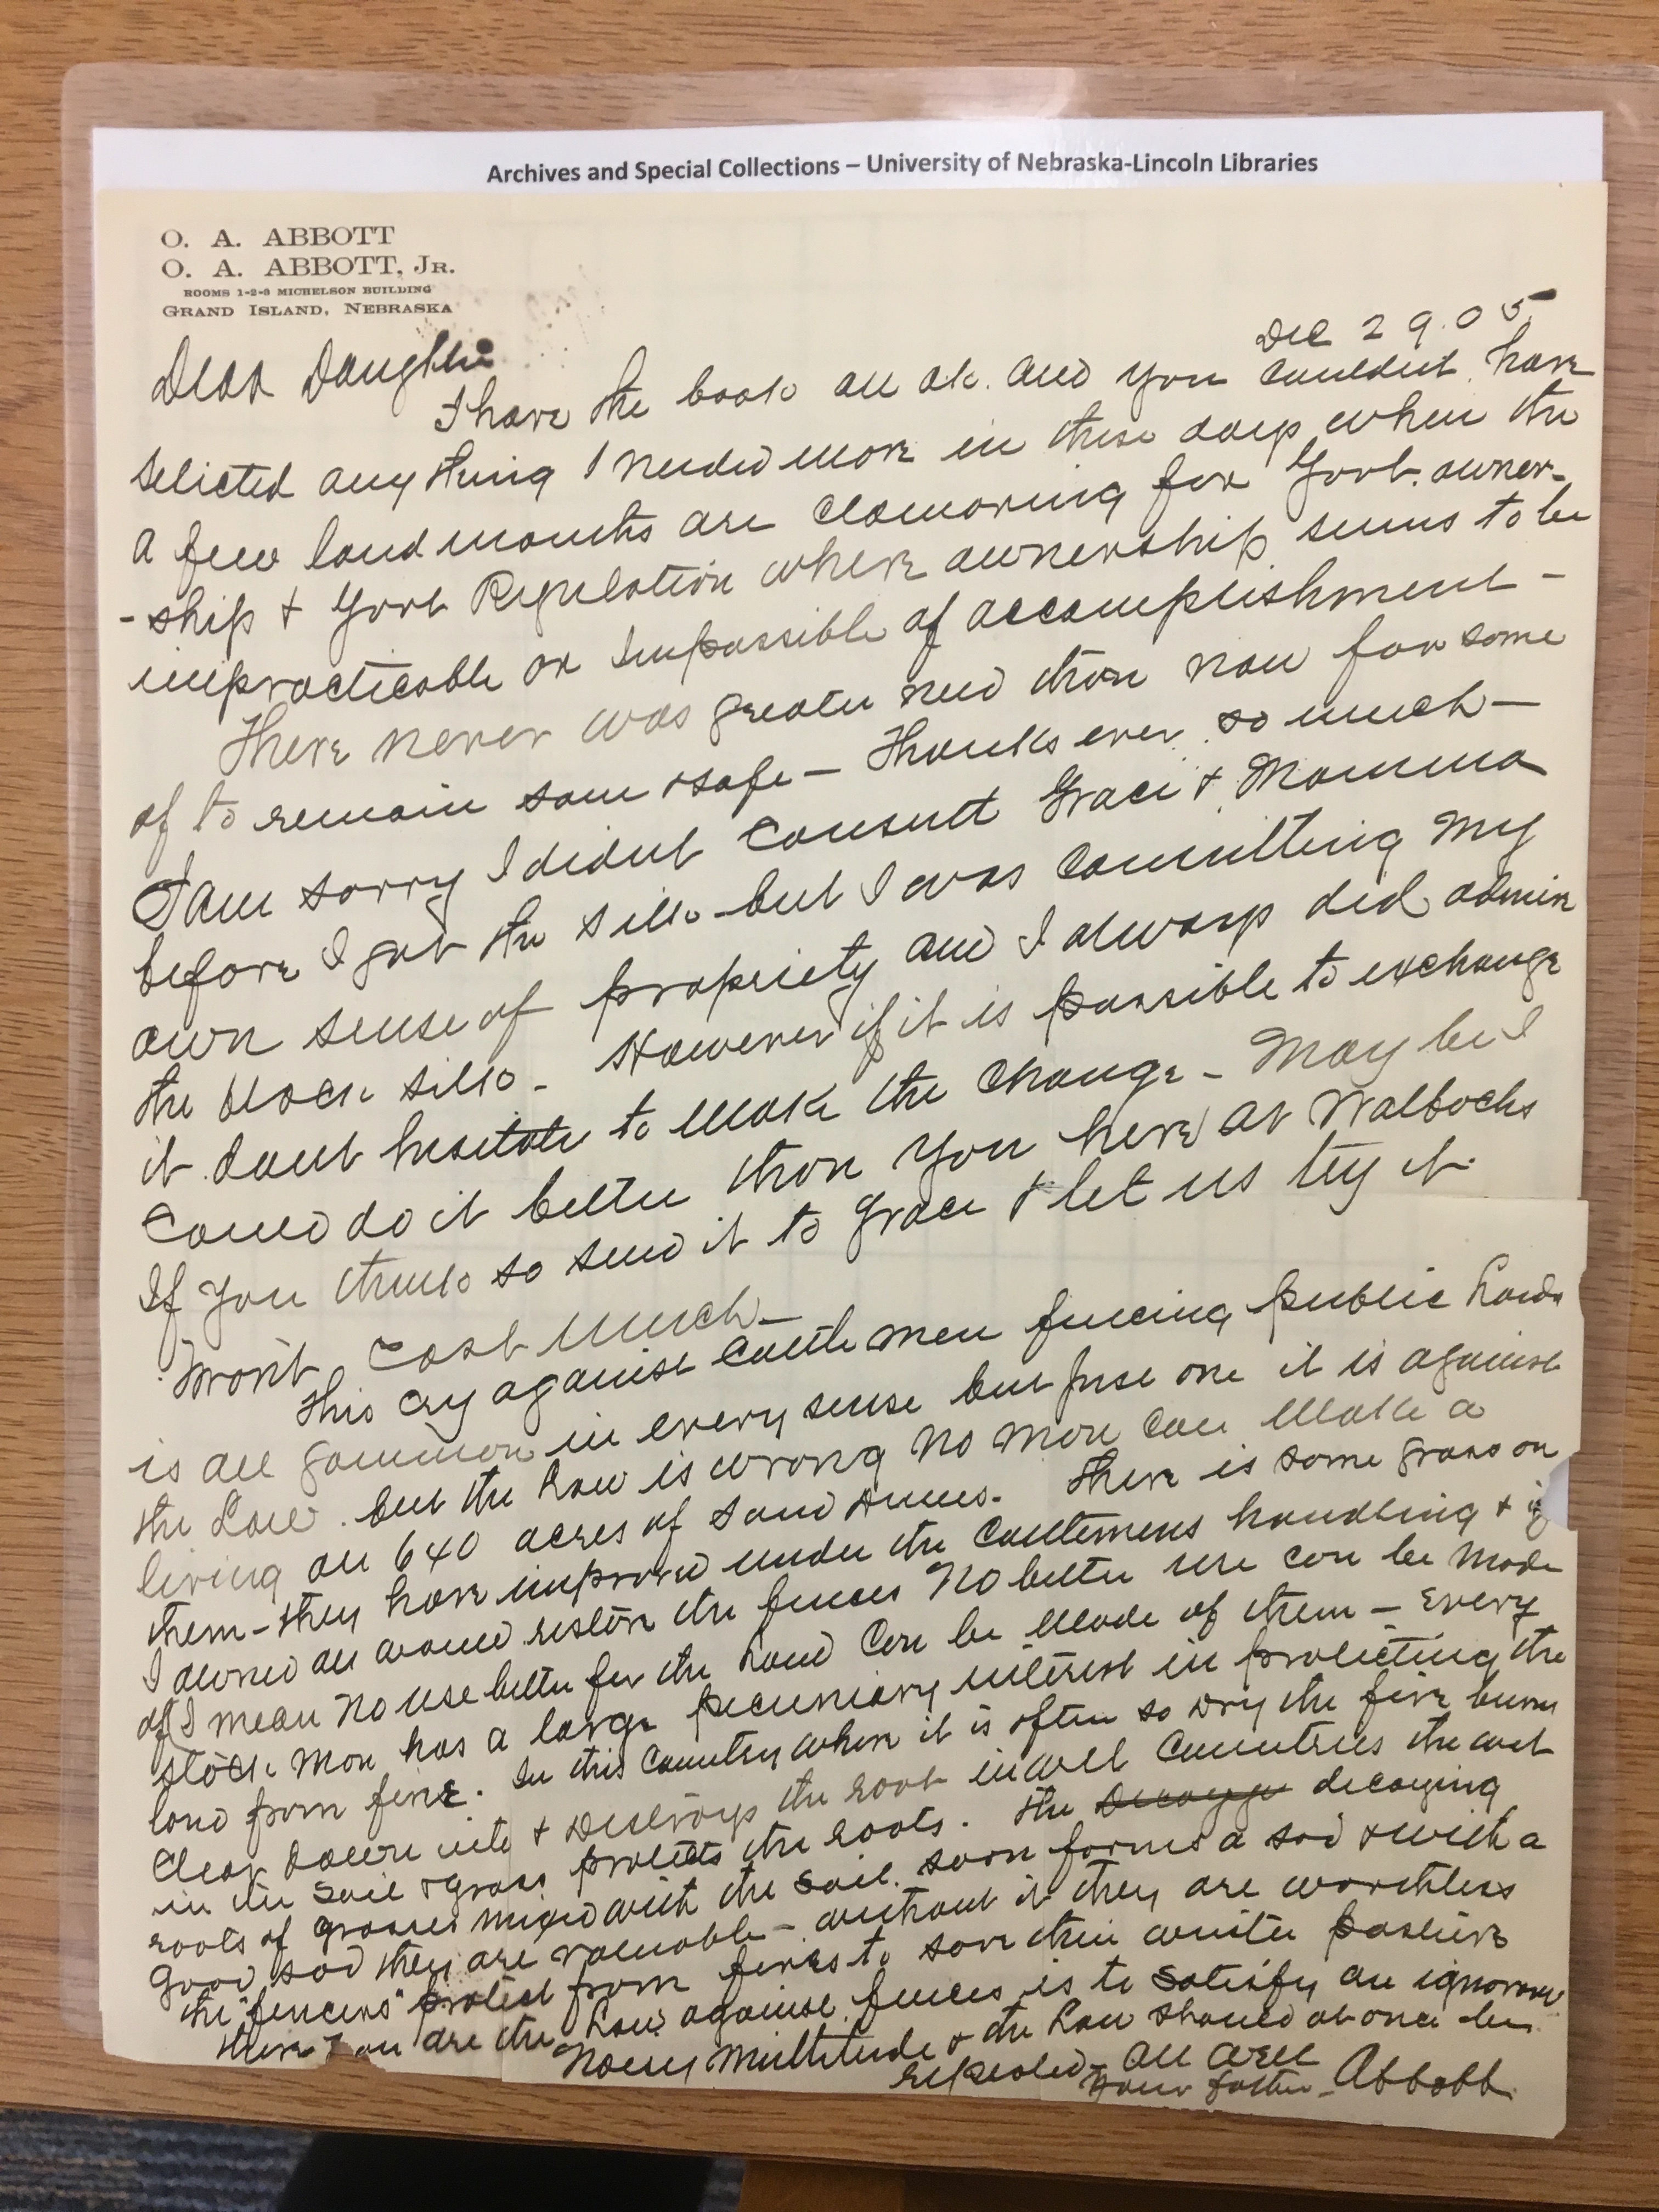 Archives and Special Collections – University of Nebraska-Lincoln Libraries
O. A. ABBOTT
O. A. ABBOTT, JR.
ROOMS 1-2-3 MICHELSON BUILDING
GRAND ISLAND, NEBRASKA
Dec 29.05
Dear Daughter
I have the book all ok. and you couldnt have
selected any thing I needed more in these days when the
a few loud mouths are clamoring for Govt. owner-
-ship & Govt Regulation where ownership seems to be
impracticable or impossible of accomplishment -
There never was greater need than now for some
of to remain sane & safe - Thanks ever so much -
I am sorry I didnt consult Grace & Mamma
before I got the silk - but I was consulting my
own sense of propriety and I always did admire
the black silk - However if it is possible to exchange
it dont hesitate to make the change - May be I
could do it better than you here at Wolbachs
If you think so send it to Grace & let us try it.
Wont cost much -
This cry against cattle men fencing public lands
is all gammon in every sense but just one it is against
the Law. but the Law is wrong No man can make a
living on 640 acres of sand dunes. There is some grass on
them - they have improved under the cattlemens handling & if
I owned all would restore the fences No better use can be made
of I mean no use better for the land can be made of them - Every
stock man has a large pecuniary interest in protecting the
land from fire. In this country when it is often so dry the fire burns
clear down into & destroys the root in wet countries the wet
in the soil & grass protects the roots. The decaying
roots of grasses mixed with the soil. soon forms a sod & with a
good sod they are valuable - without it they are worthless
the "fencers" protect from fires to save their winter pasture
there you are the Law against fences is to satisfy an ignorant
noisy multitude & the Law should at once be
repealed - All well
Your father - Abbott